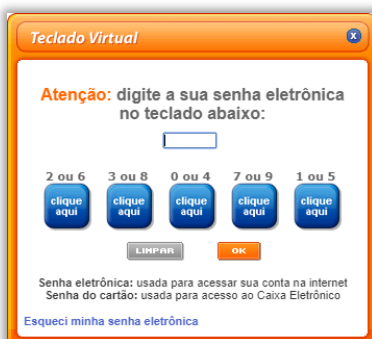 Teclado Virtual
x
Atenção: digite a sua senha eletrônica
no teclado abaixo:
2 ou 6 3 ou 8 0 ou 4 7 ou 9 1 ou 5
clique clique clique clique clique
aqui aqui aqui aqui aqui
LIMPAR OK
Senha eletrônica: usada para acessar sua conta na internet
Senha do cartão: usada para acesso ao Caixa Eletrônico
Esqueci minha senha eletrônica